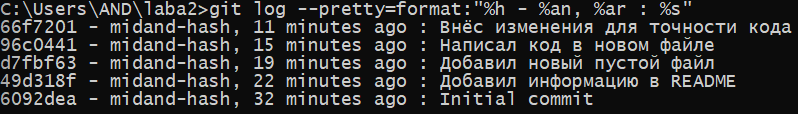 C:\Users\AND\laba2>git log --pretty=format:"%h - %an, %ar : %s"
66f7201 - midand-hash, 11 minutes ago : Внёс изменения для точности кода
96c0441 - midand-hash, 15 minutes ago : Написал код в новом файле
d7fbf63 - midand-hash, 19 minutes ago : Добавил новый пустой файл
49d318f - midand-hash, 22 minutes ago : Добавил информацию в README
6092dea - midand-hash, 32 minutes ago : Initial commit